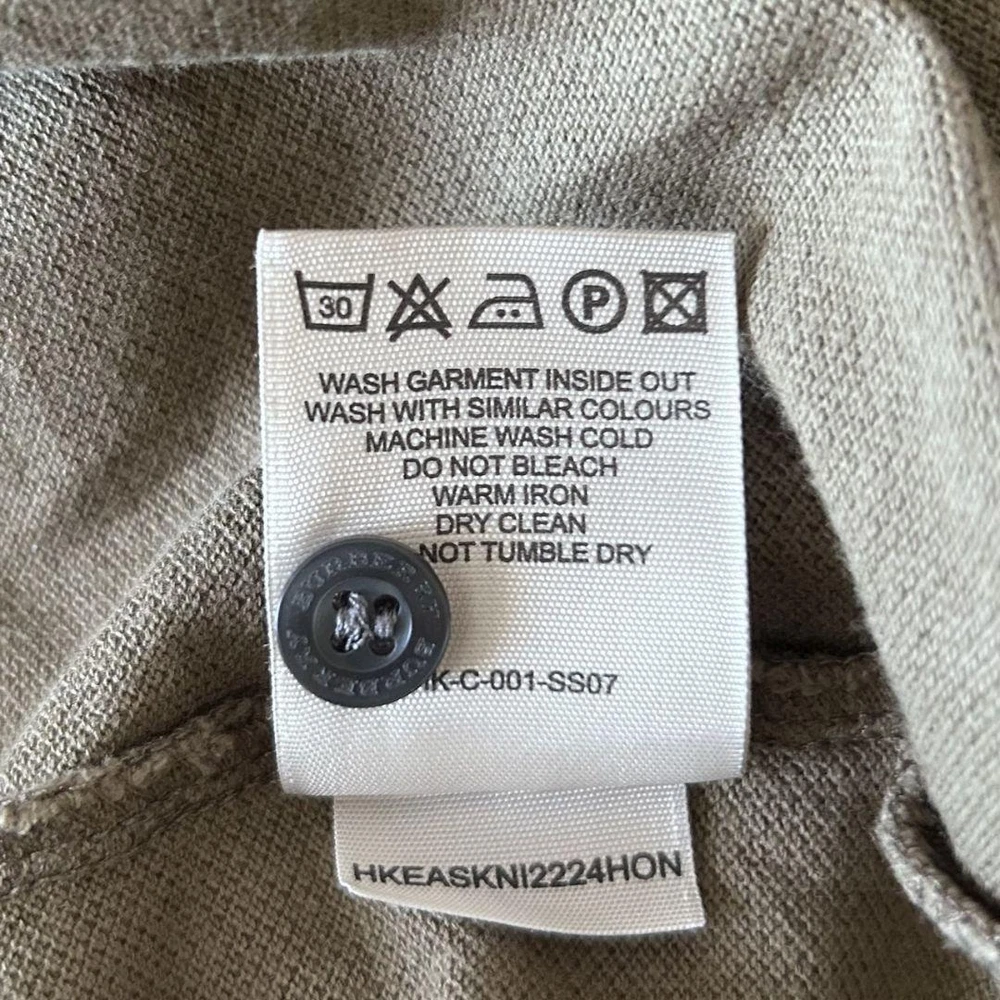 30
P
WASH GARMENT INSIDE OUT
WASH WITH SIMILAR COLOURS
MACHINE WASH COLD
DO NOT BLEACH
WARM IRON
DRY CLEAN
NOT TUMBLE DRY
BURBERRY
BURBERRY
K-C-001-SS07
HKEASKNI2224HON